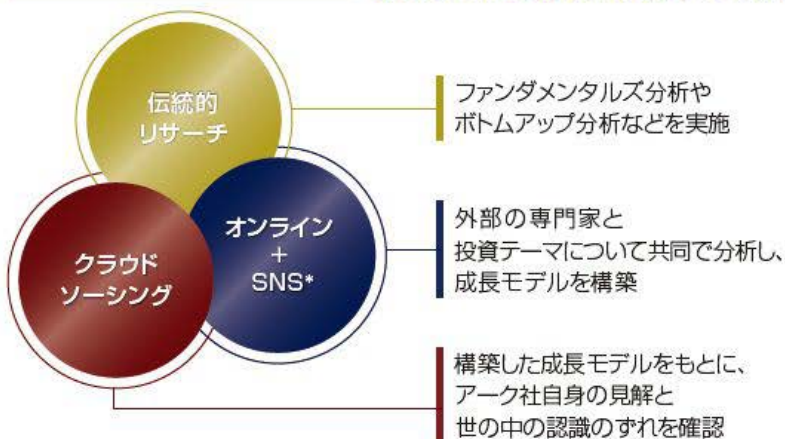 伝統的
リサーチ
ファンダメンタルズ分析や
ボトムアップ分析などを実施
オンライン
+
SNS*
外部の専門家と
投資テーマについて共同で分析し、
成長モデルを構築
クラウド
ソーシング
構築した成長モデルをもとに、
アーク社自身の見解と
世の中の認識のずれを確認